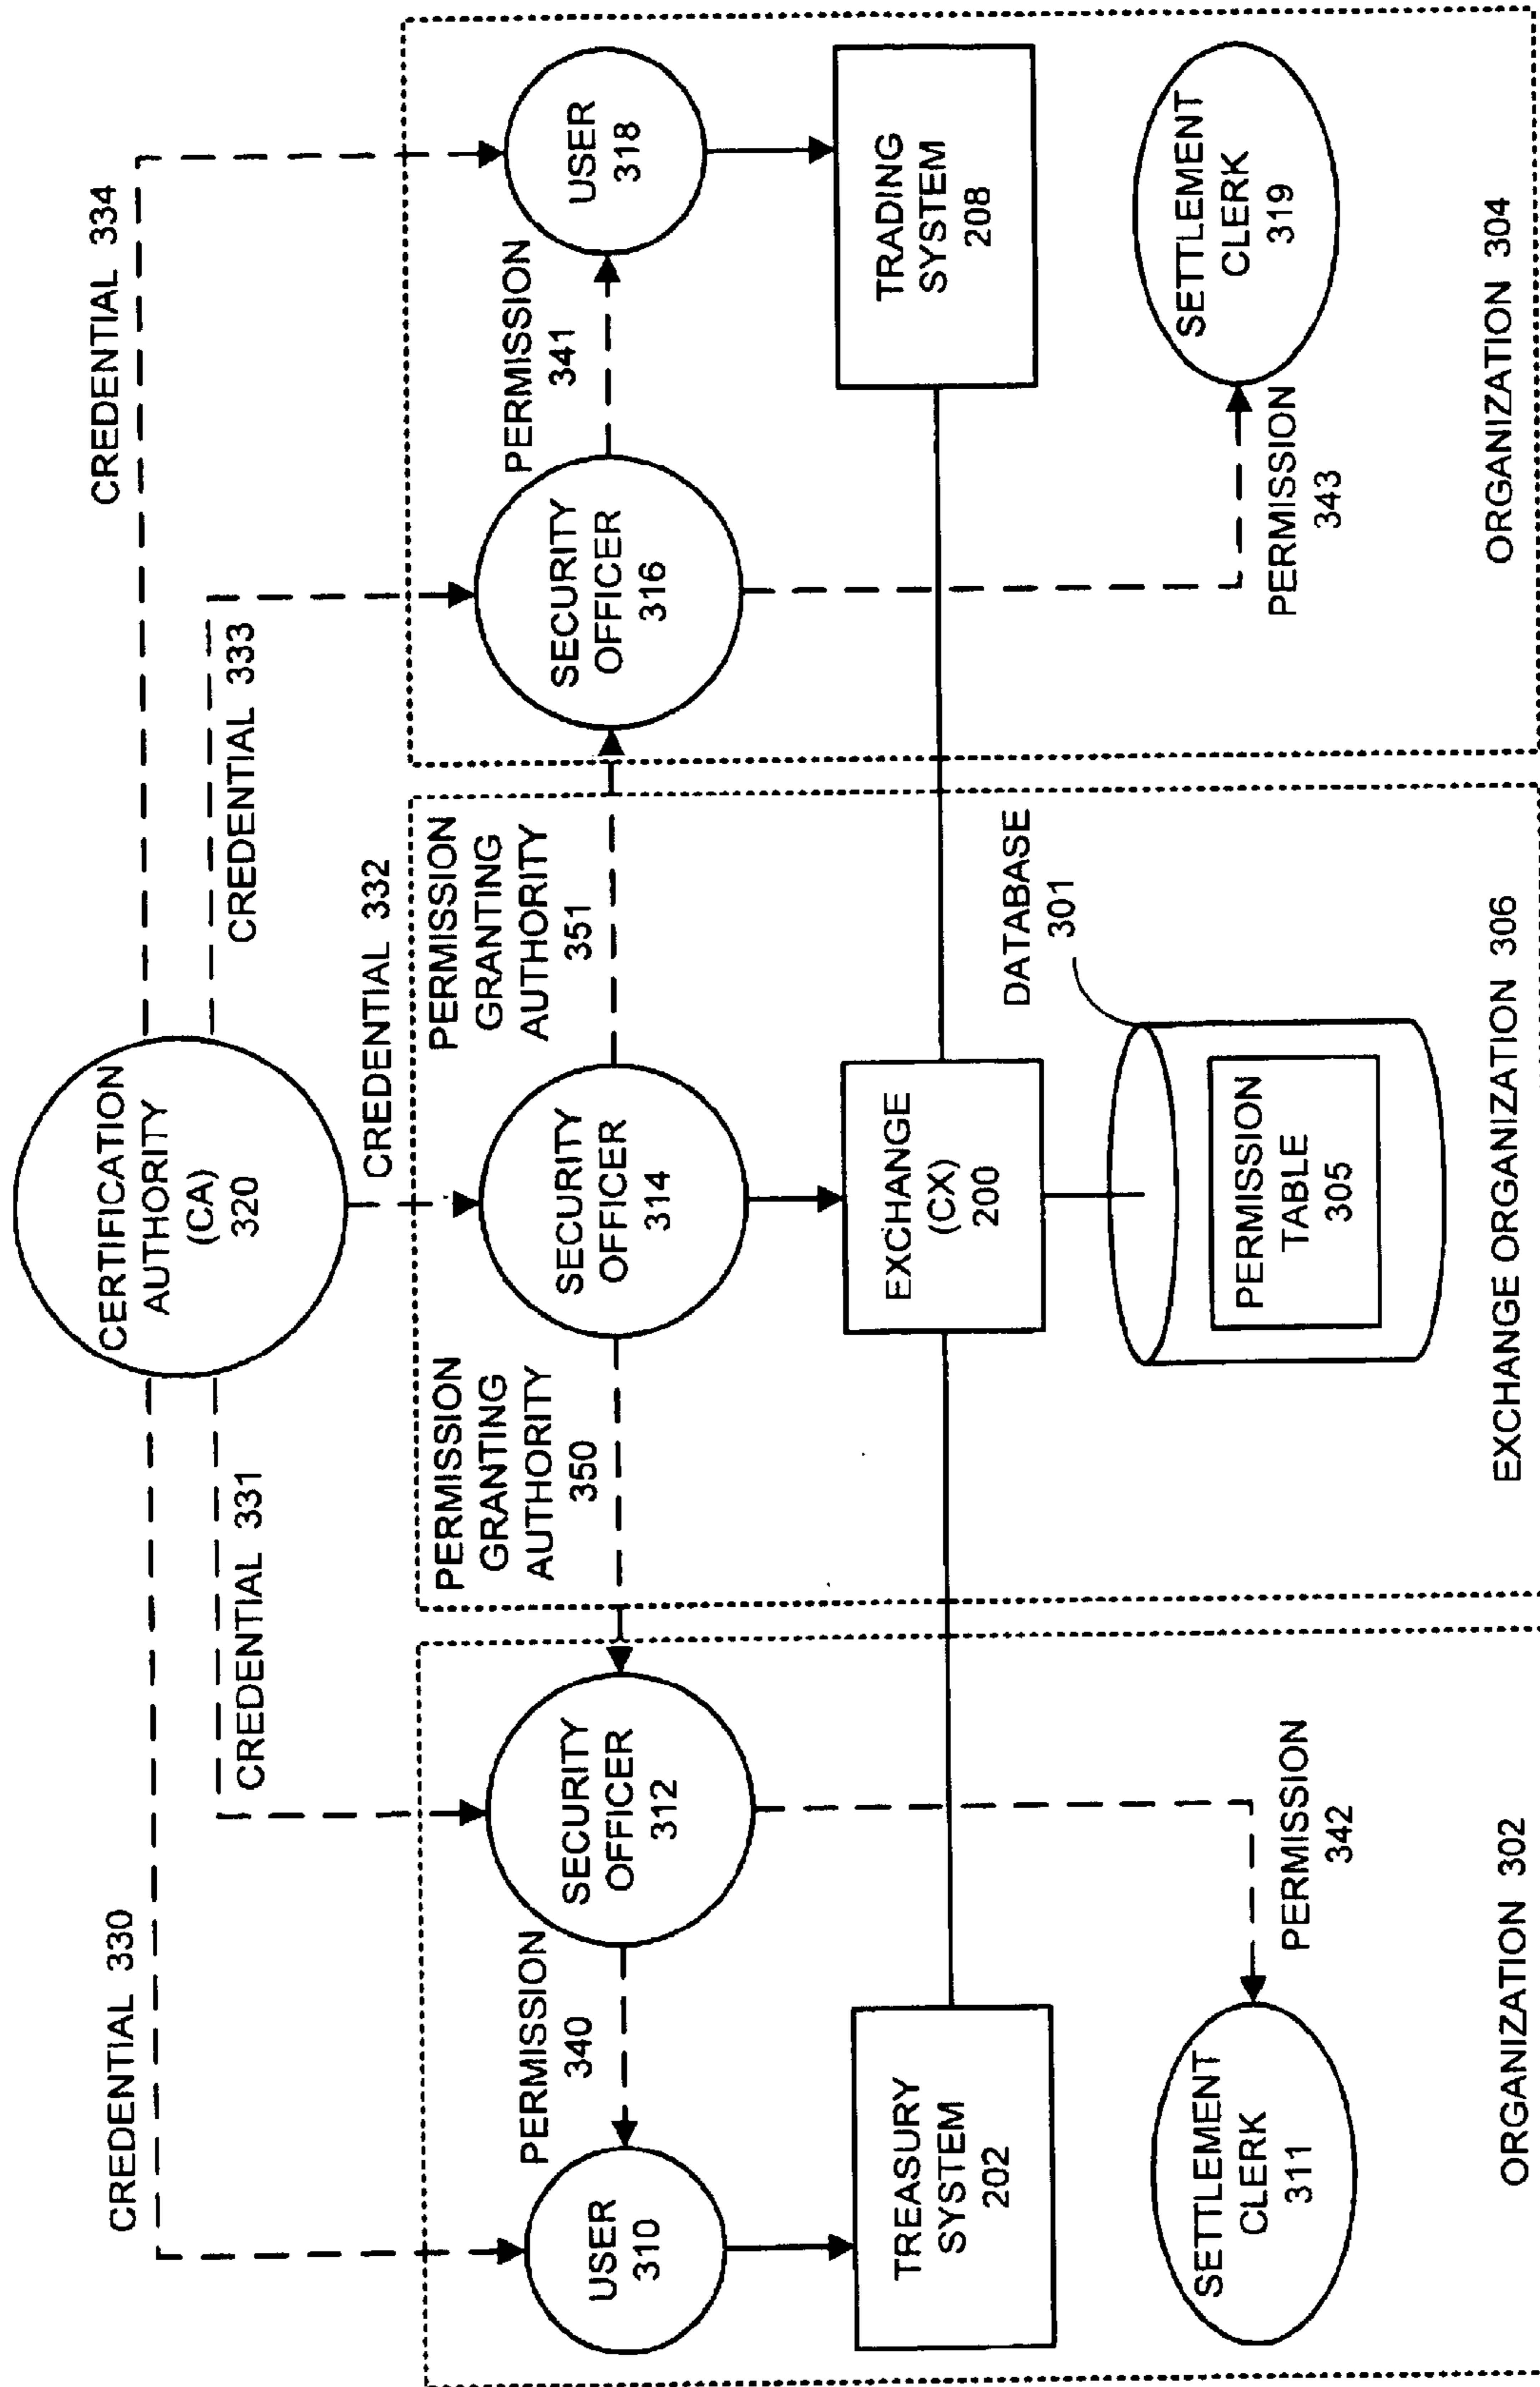 CREDENTIAL 330
CREDENTIAL 331
CERTIFICATION
AUTHORITY
(CA)
320
CREDENTIAL 332
CREDENTIAL 333
CREDENTIAL 334
USER
310
PERMISSION
340
SECURITY
OFFICER
312
TREASURY
SYSTEM
202
SETTLEMENT
CLERK
311
PERMISSION
342
ORGANIZATION 302
PERMISSION
GRANTING
AUTHORITY
350
SECURITY
OFFICER
314
PERMISSION
GRANTING
AUTHORITY
351
EXCHANGE
(CX)
200
DATABASE
301
PERMISSION
TABLE
305
EXCHANGE ORGANIZATION 306
SECURITY
OFFICER
316
PERMISSION
341
USER
318
TRADING
SYSTEM
208
PERMISSION
343
SETTLEMENT
CLERK
319
ORGANIZATION 304